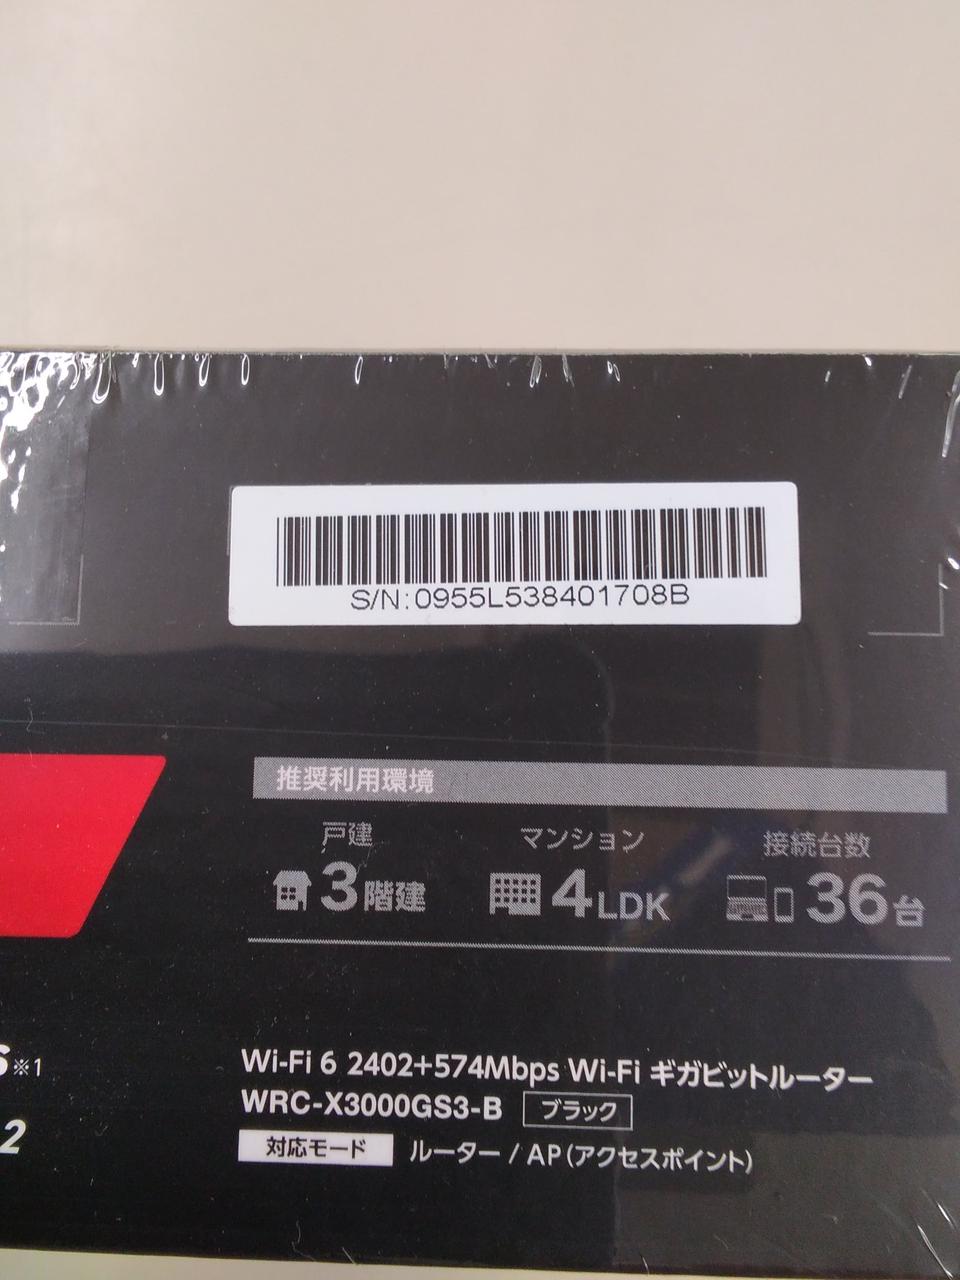 S/N:0955L538401708B
推奨利用環境
戸建 マンション 接続台数
3階建 4LDK 36台
※1
Wi-Fi 6 2402+574Mbps Wi-Fi ギガビットルーター
WRC-X3000GS3-B ブラック
2
対応モード ルーター / AP(アクセスポイント)